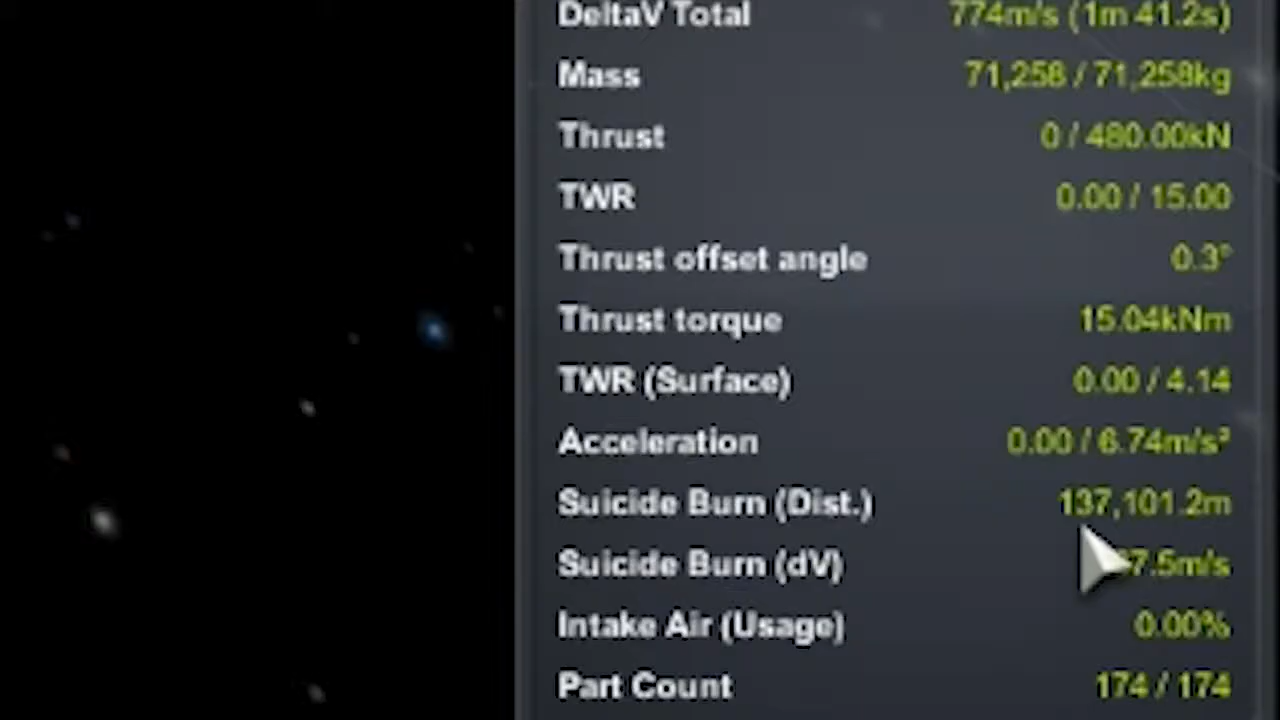 DeltaV Total 774m/s (1m 41.2s)
Mass 71,258 / 71,258kg
Thrust 0 / 480.00kN
TWR 0.00 / 15.00
Thrust offset angle 0.3°
Thrust torque 15.04kNm
TWR (Surface) 0.00 / 4.14
Acceleration 0.00 / 6.74m/s²
Suicide Burn (Dist.) 137,101.2m
Suicide Burn (dV) 7.5m/s
Intake Air (Usage) 0.00%
Part Count 174 / 174